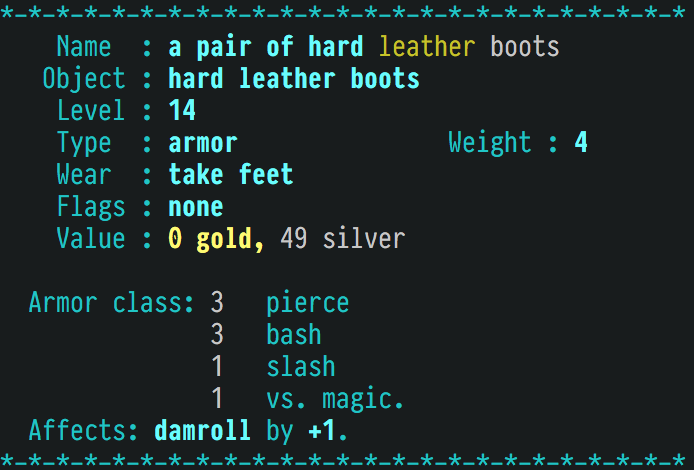 *-*-*-*-*-*-*-*-*-*-*-*-*-*-*-*-*-*-*-*-*-*-*-*-*
Name : a pair of hard leather boots
Object : hard leather boots
Level : 14
Type : armor Weight : 4
Wear : take feet
Flags : none
Value : 0 gold, 49 silver
Armor class: 3 pierce
3 bash
1 slash
1 vs. magic.
Affects: damroll by +1.
*-*-*-*-*-*-*-*-*-*-*-*-*-*-*-*-*-*-*-*-*-*-*-*-*